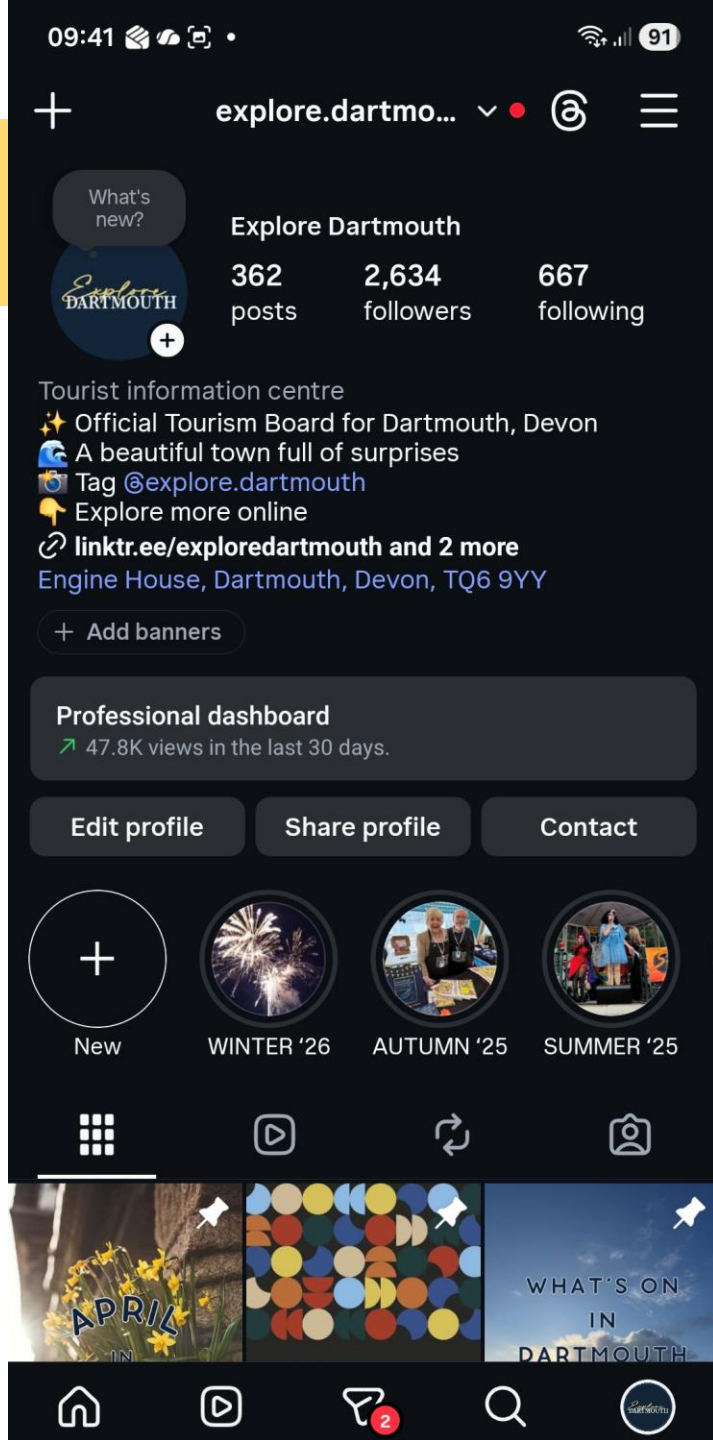 09:41
91
explore.dartmo...
What's
new?
Explore Dartmouth
Explore
DARTMOUTH
362 2,634 667
posts followers following
Tourist information centre
✨ Official Tourism Board for Dartmouth, Devon
🌊 A beautiful town full of surprises
📸 Tag @explore.dartmouth
👇 Explore more online
linktr.ee/exploredartmouth and 2 more
Engine House, Dartmouth, Devon, TQ6 9YY
+ Add banners
Professional dashboard
47.8K views in the last 30 days.
Edit profile Share profile Contact
New WINTER ‘26 AUTUMN ‘25 SUMMER ‘25
APRIL
IN
WHAT'S ON
IN
DARTMOUTH
2
Explore
DARTMOUTH